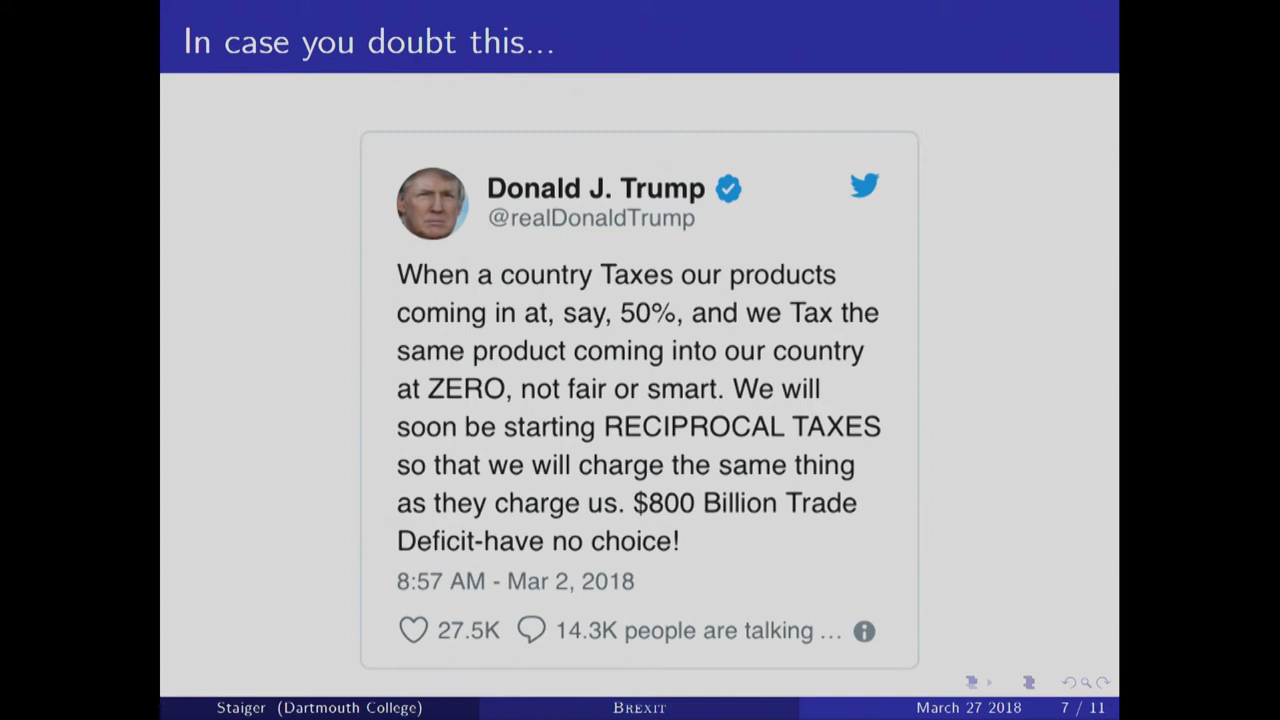 In case you doubt this...
Donald J. Trump
@realDonaldTrump
When a country Taxes our products
coming in at, say, 50%, and we Tax the
same product coming into our country
at ZERO, not fair or smart. We will
soon be starting RECIPROCAL TAXES
so that we will charge the same thing
as they charge us. $800 Billion Trade
Deficit-have no choice!
8:57 AM - Mar 2, 2018
27.5K 14.3K people are talking ...
Staiger (Dartmouth College) BREXIT March 27 2018 7 / 11